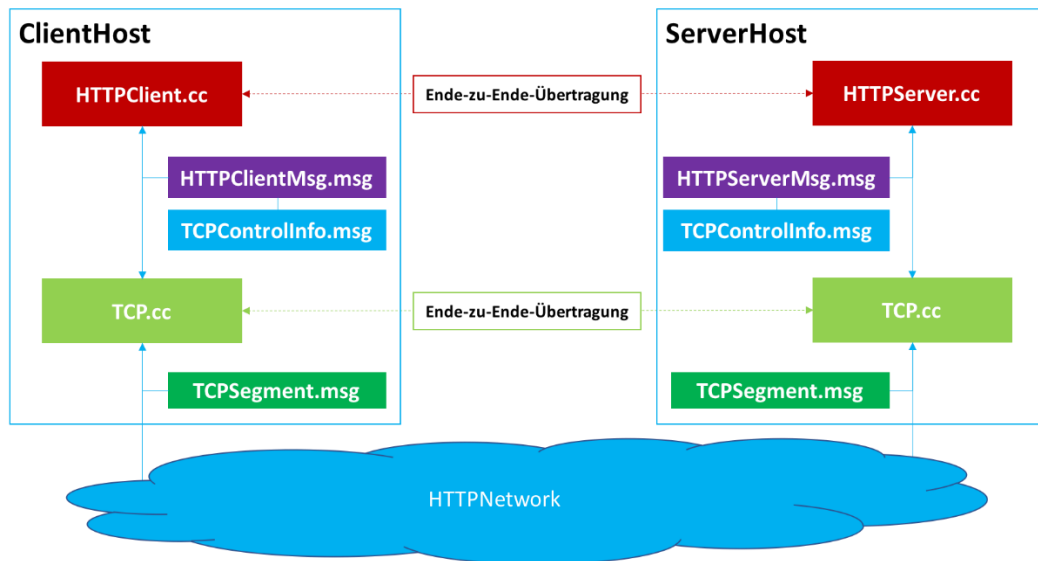 ClientHost
ServerHost
HTTPClient.cc
Ende-zu-Ende-Übertragung
HTTPServer.cc
HTTPClientMsg.msg
HTTPServerMsg.msg
TCPControlInfo.msg
TCPControlInfo.msg
TCP.cc
Ende-zu-Ende-Übertragung
TCP.cc
TCPSegment.msg
TCPSegment.msg
HTTPNetwork